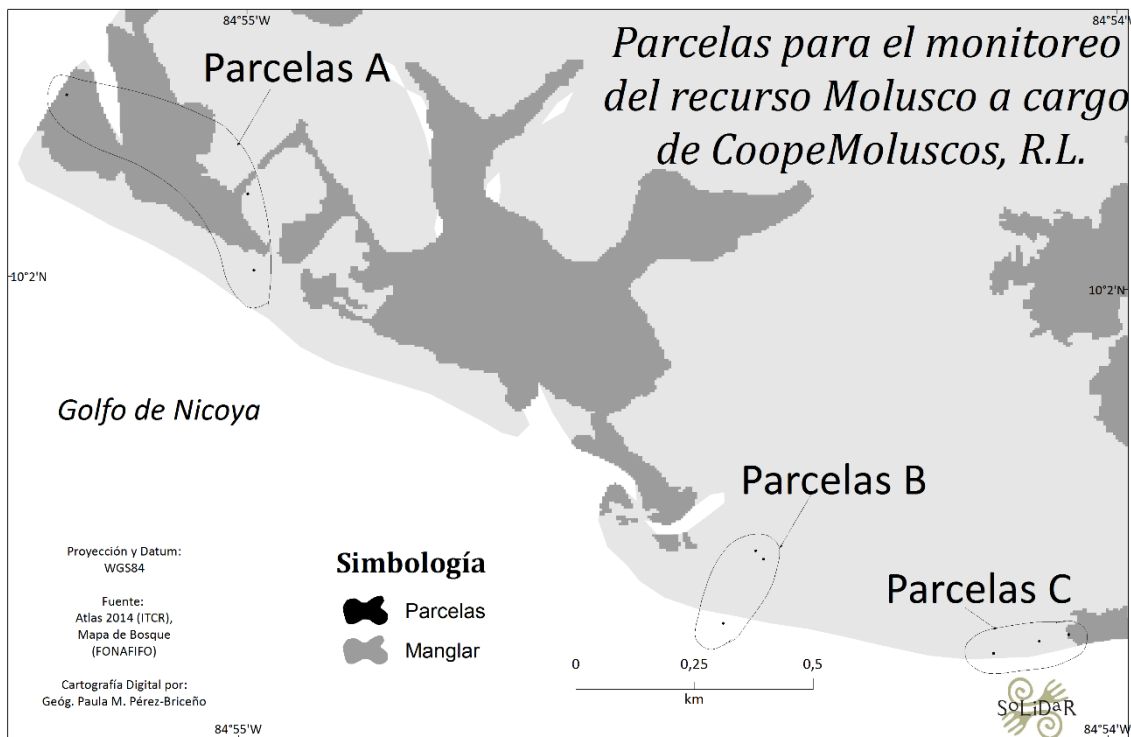 84°55'W
84°54'W
Parcelas para el monitoreo
del recurso Molusco a cargo
de CoopeMoluscos, R.L.
Parcelas A
10°2'N
10°2'N
Golfo de Nicoya
Parcelas B
Parcelas C
Proyección y Datum:
WGS84
Fuente:
Atlas 2014 (ITCR),
Mapa de Bosque
(FONAFIFO)
Cartografía Digital por:
Geóg. Paula M. Pérez-Briceño
Simbología
Parcelas
Manglar
0 0,25 0,5
km
SoLiDaR
84°55'W
84°54'W